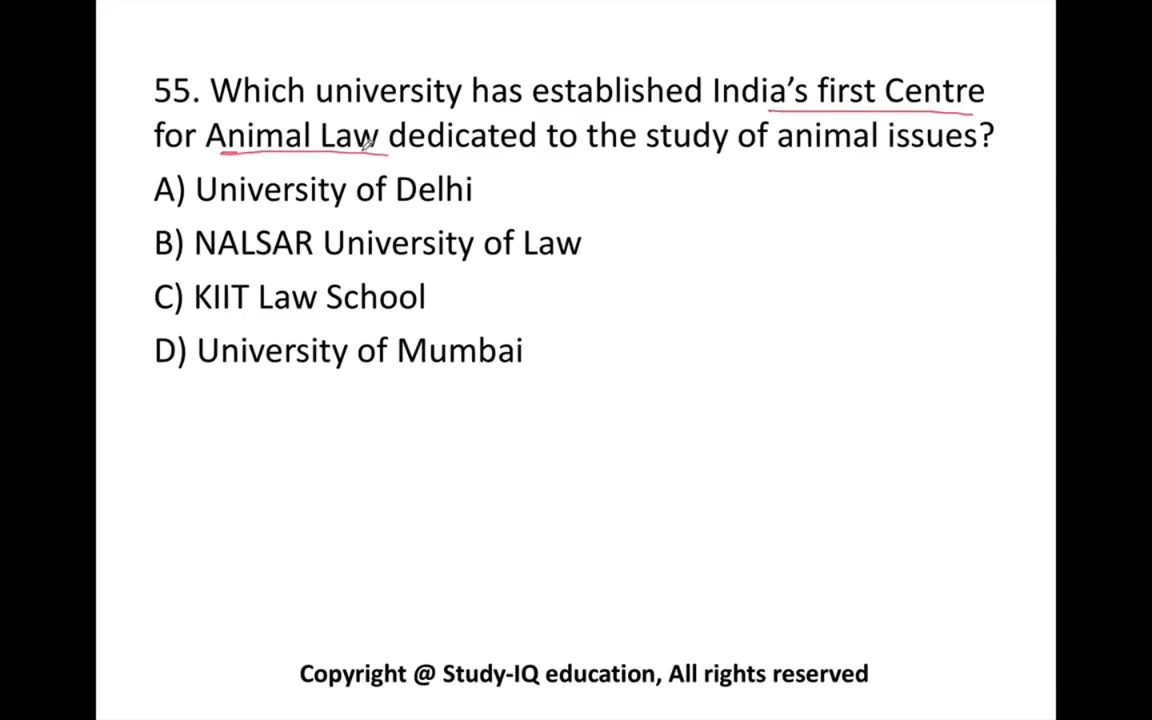 55. Which university has established India’s first Centre
for Animal Law dedicated to the study of animal issues?
A) University of Delhi
B) NALSAR University of Law
C) KIIT Law School
D) University of Mumbai
Copyright @ Study-IQ education, All rights reserved